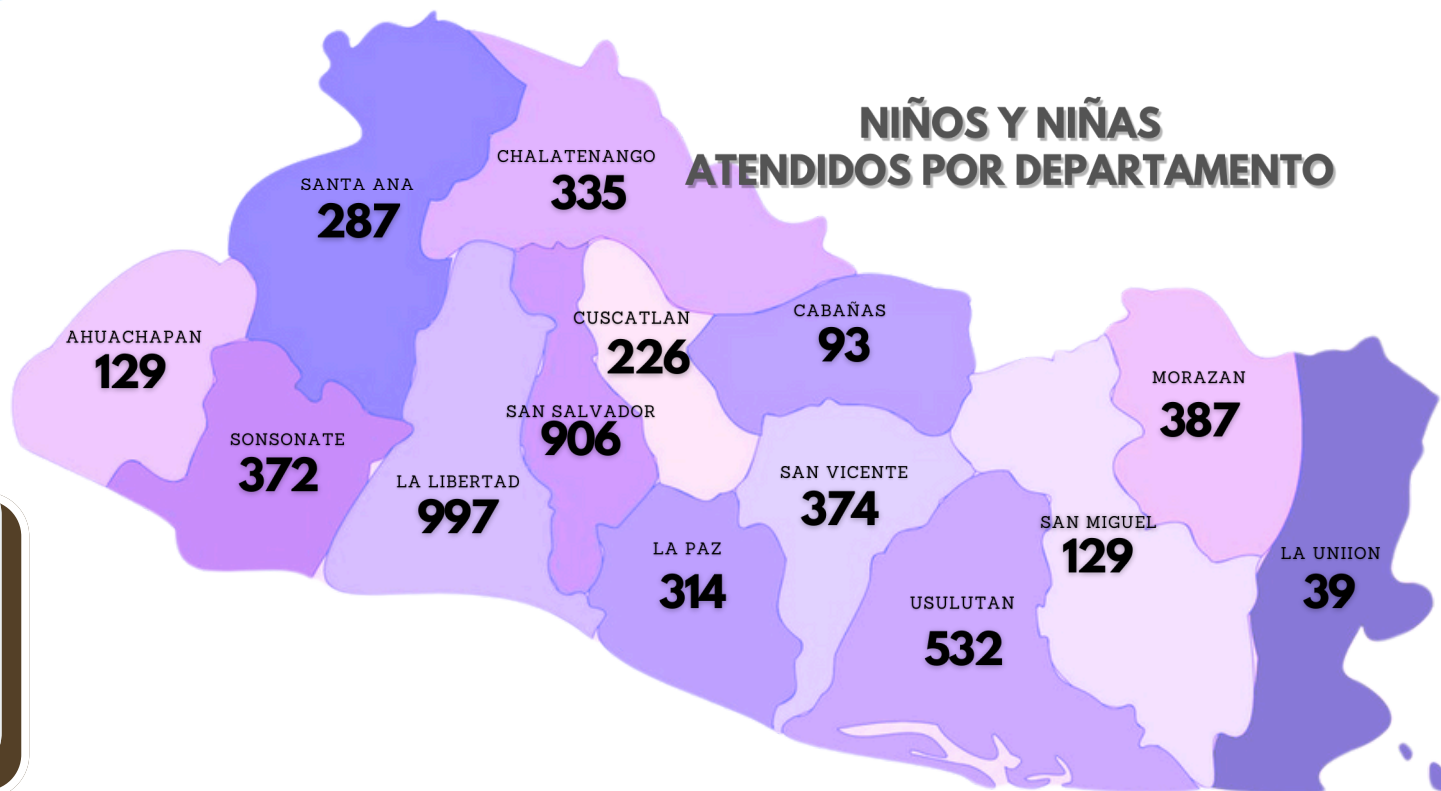 NIÑOS Y NIÑAS
ATENDIDOS POR DEPARTAMENTO
CHALATENANGO
335
SANTA ANA
287
AHUACHAPAN
129
SONSONATE
372
LA LIBERTAD
997
SAN SALVADOR
906
CUSCATLAN
226
CABAÑAS
93
LA PAZ
314
SAN VICENTE
374
USULUTAN
532
SAN MIGUEL
129
MORAZAN
387
LA UNIION
39